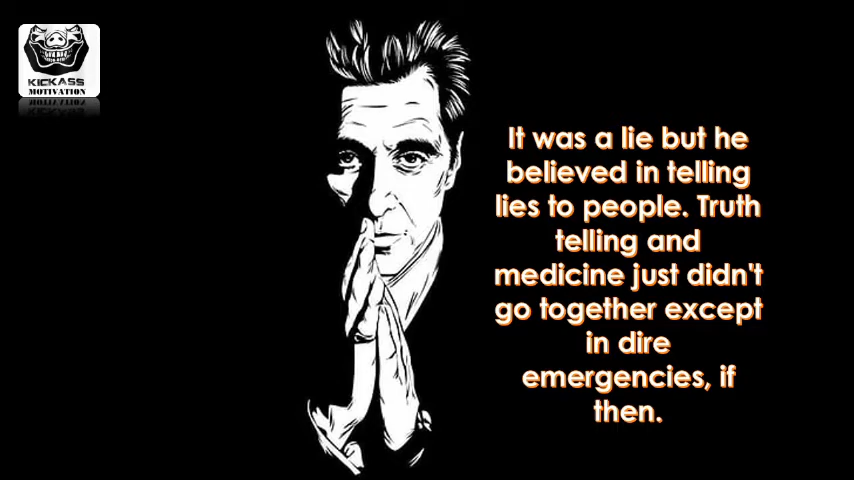 KICKASS
MOTIVATION
It was a lie but he
believed in telling
lies to people. Truth
telling and
medicine just didn't
go together except
in dire
emergencies, if
then.